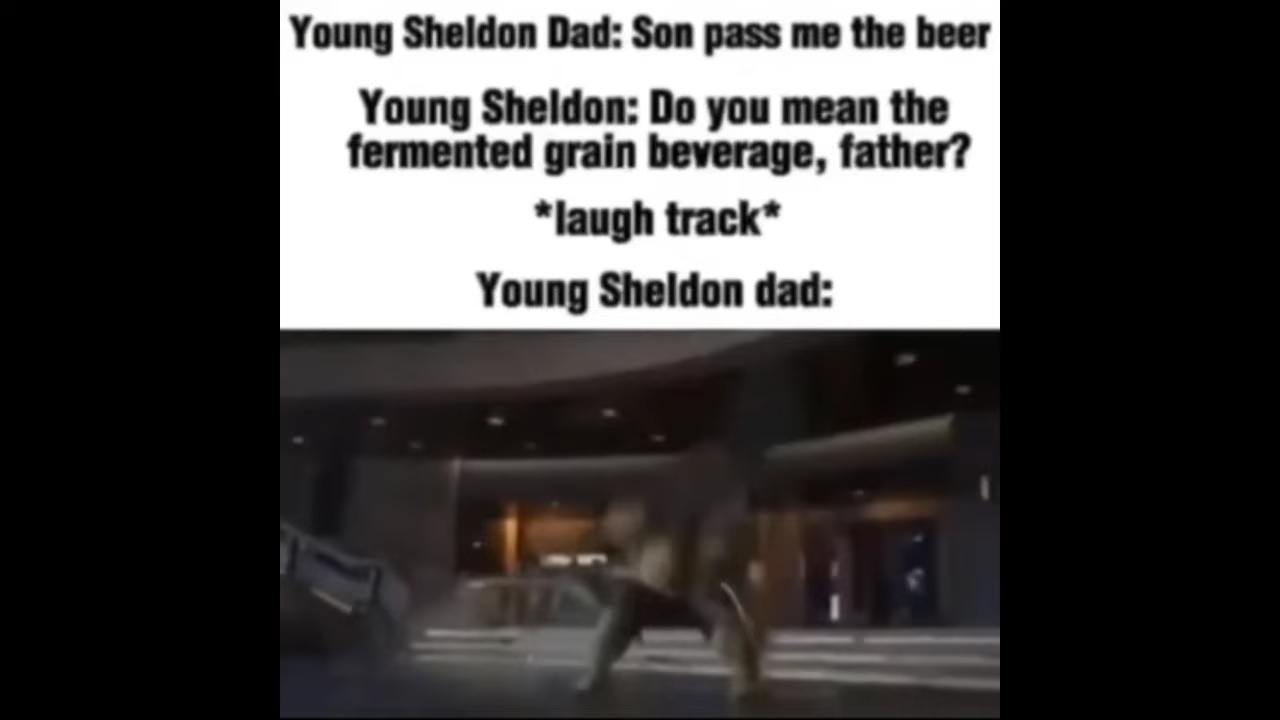 Young Sheldon Dad: Son pass me the beer
Young Sheldon: Do you mean the
fermented grain beverage, father?
*laugh track*
Young Sheldon dad: